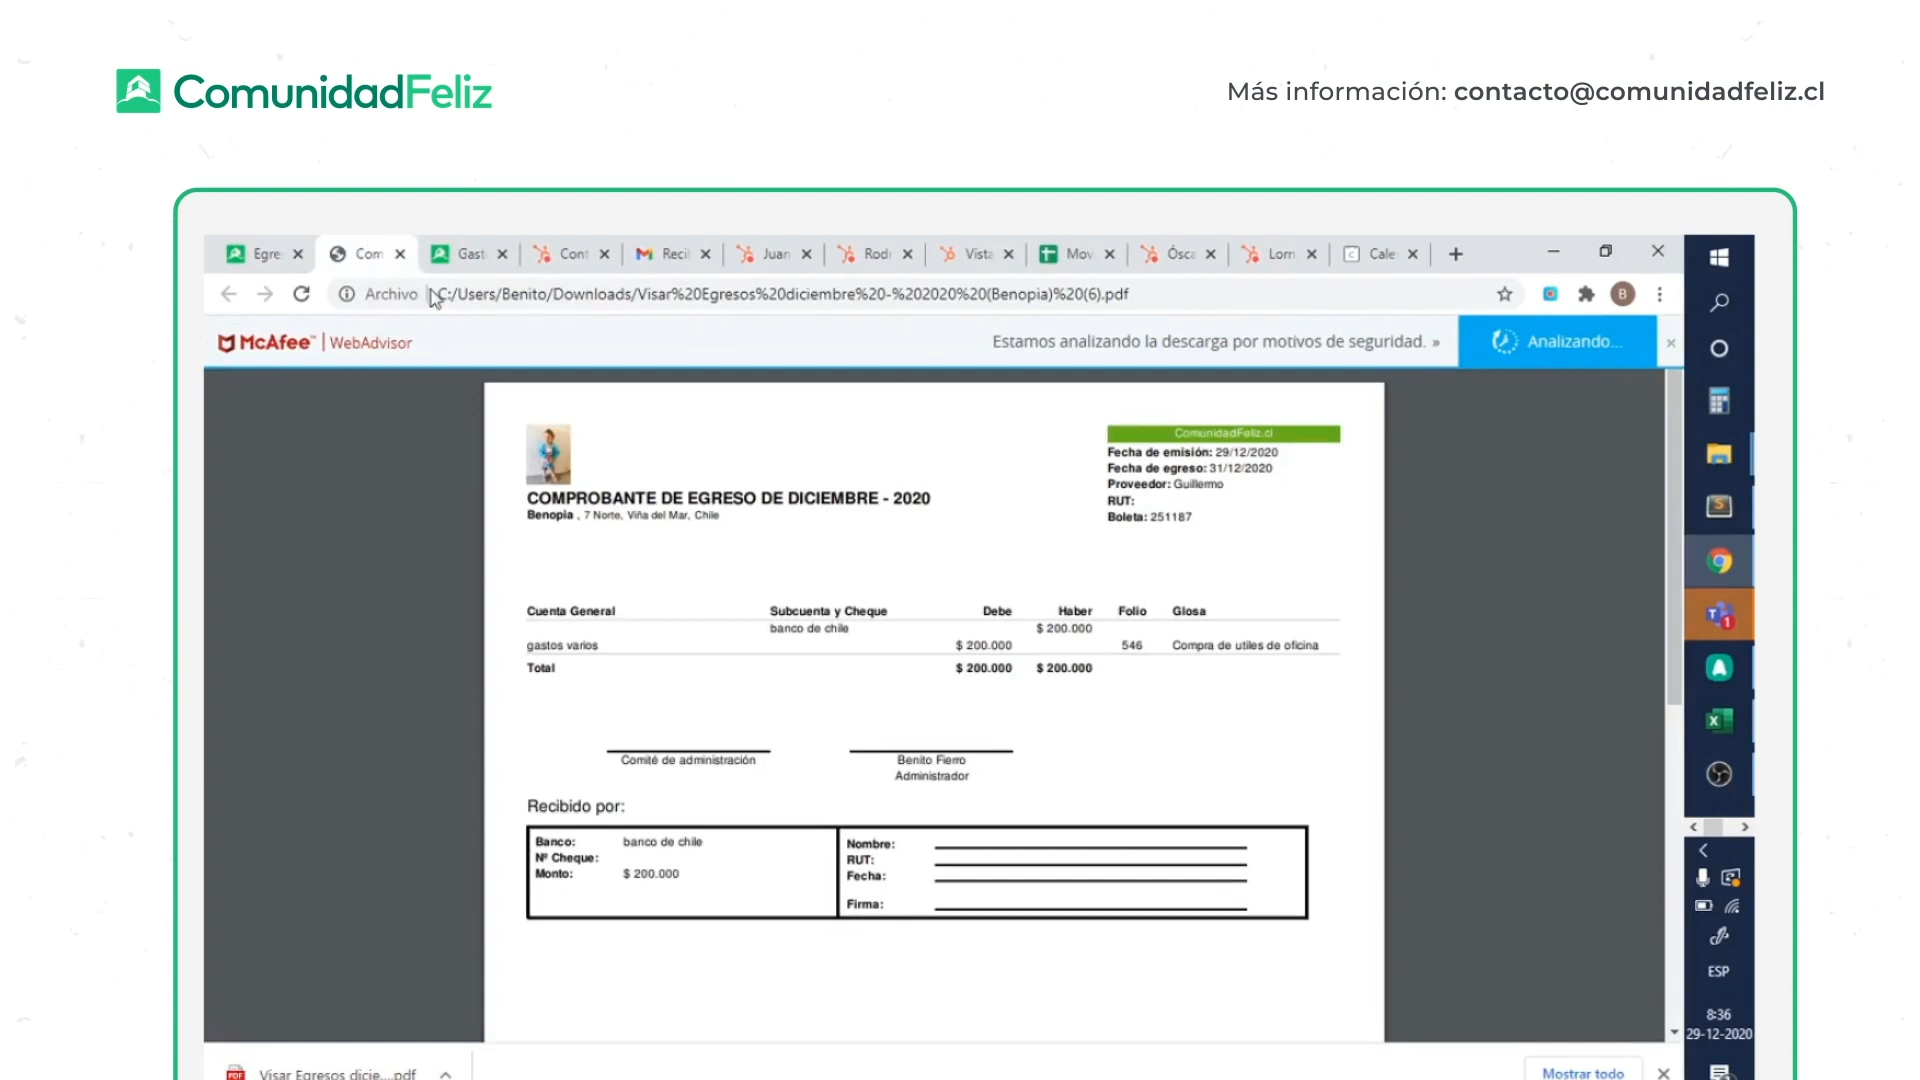 ComunidadFeliz
Más información: contacto@comunidadfeliz.cl
Egre Com Gast Cont Recil Juan Rodr Vista Mov Ósca Lorn Cale
Archivo C:/Users/Benito/Downloads/Visar%20Egresos%20diciembre%20-%202020%20(Benopia)%20(6).pdf
B
McAfee™ | WebAdvisor
Estamos analizando la descarga por motivos de seguridad. »
Analizando...
ComunidadFeliz.cl
Fecha de emisión: 29/12/2020
Fecha de egreso: 31/12/2020
Proveedor: Guillermo
RUT:
Boleta: 251187
COMPROBANTE DE EGRESO DE DICIEMBRE - 2020
Benopia , 7 Norte, Viña del Mar, Chile
Cuenta General Subcuenta y Cheque Debe Haber Folio Glosa
banco de chile $ 200.000
gastos varios $ 200.000 546 Compra de utiles de oficina
Total $ 200.000 $ 200.000
Comité de administración
Benito Fierro
Administrador
Recibido por:
Banco: banco de chile
Nº Cheque:
Monto: $ 200.000
Nombre:
RUT:
Fecha:
Firma:
ESP
8:36
29-12-2020
Visar Egresos dicie....pdf
Mostrar todo